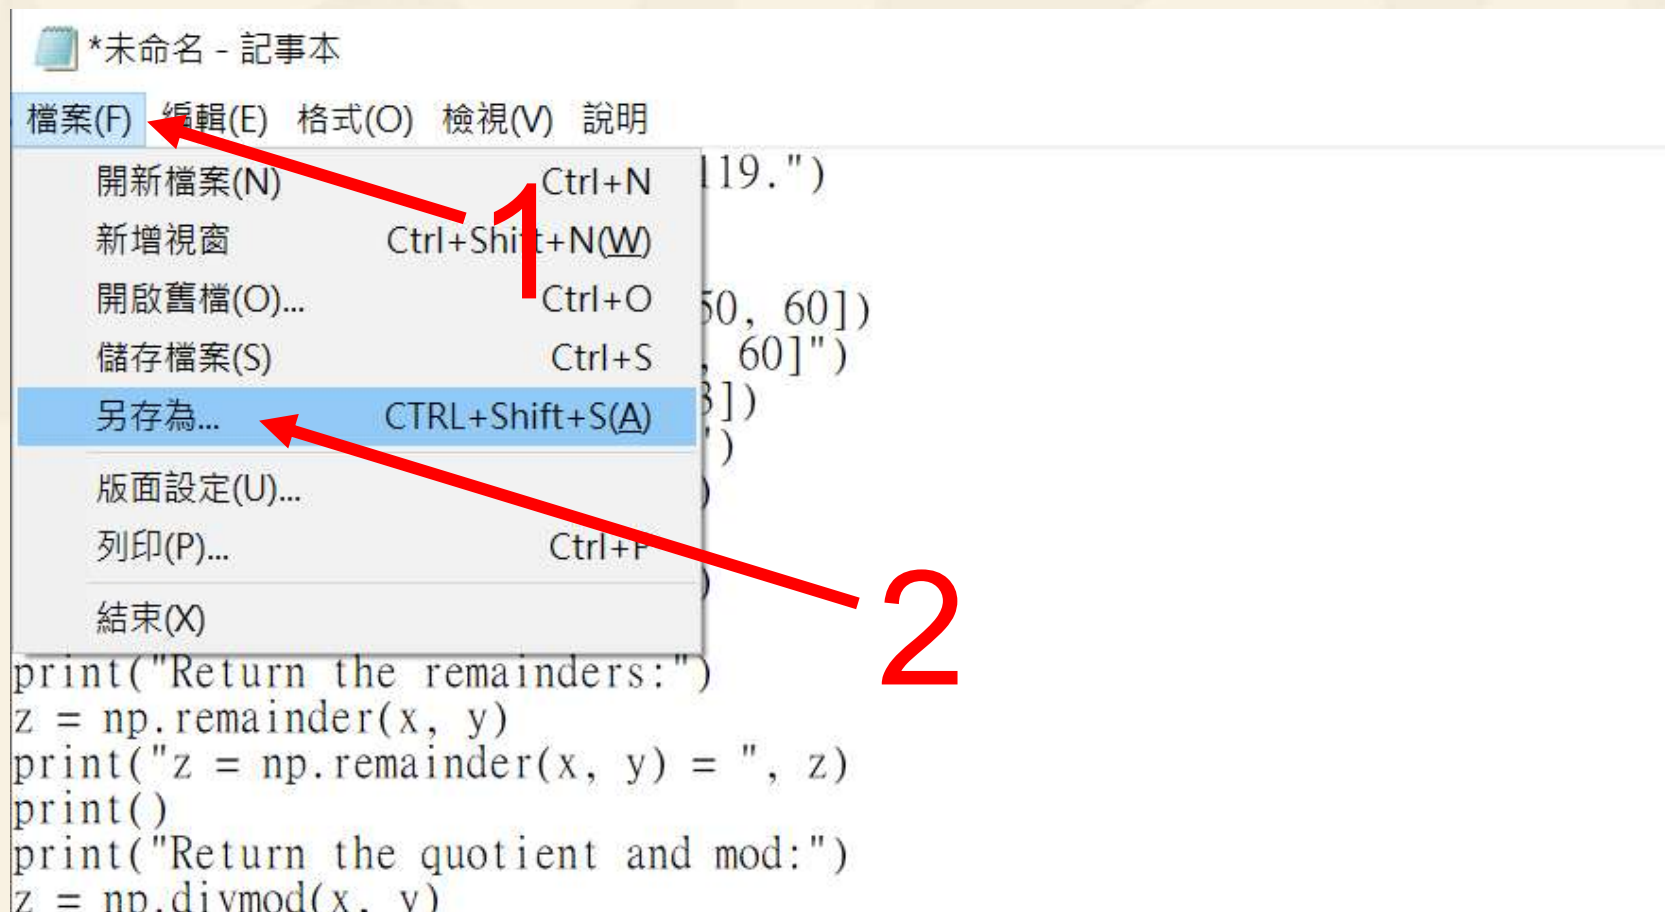 *未命名 - 記事本
檔案(F) 編輯(E) 格式(O) 檢視(V) 說明
開新檔案(N) Ctrl+N
119.")
1
新增視窗 Ctrl+Shift+N(W)
開啟舊檔(O)... Ctrl+O
50, 60])
儲存檔案(S) Ctrl+S
, 60]")
另存為... CTRL+Shift+S(A)
])
")
版面設定(U)...
)
列印(P)... Ctrl+P
)
2
結束(X)
print("Return the remainders:")
z = np.remainder(x, y)
print("z = np.remainder(x, y) = ", z)
print()
print("Return the quotient and mod:")
z = np.divmod(x, y)